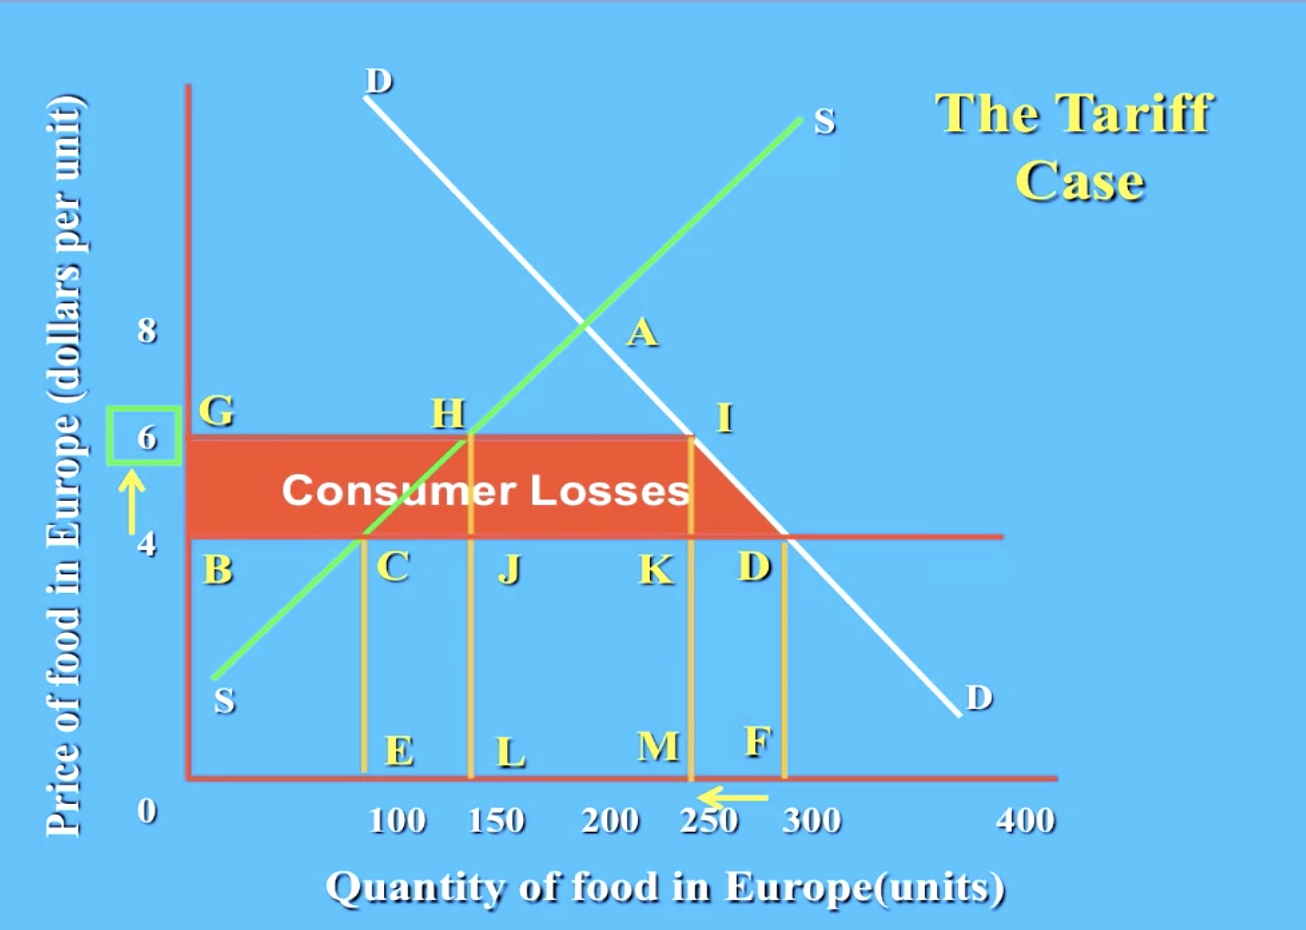 The Tariff
Case
Price of food in Europe (dollars per unit)
D
S
8
A
G
H
I
6
Consumer Losses
4
B
C
J
K
D
S
D
E
L
M
F
0
100
150
200
250
300
400
Quantity of food in Europe(units)